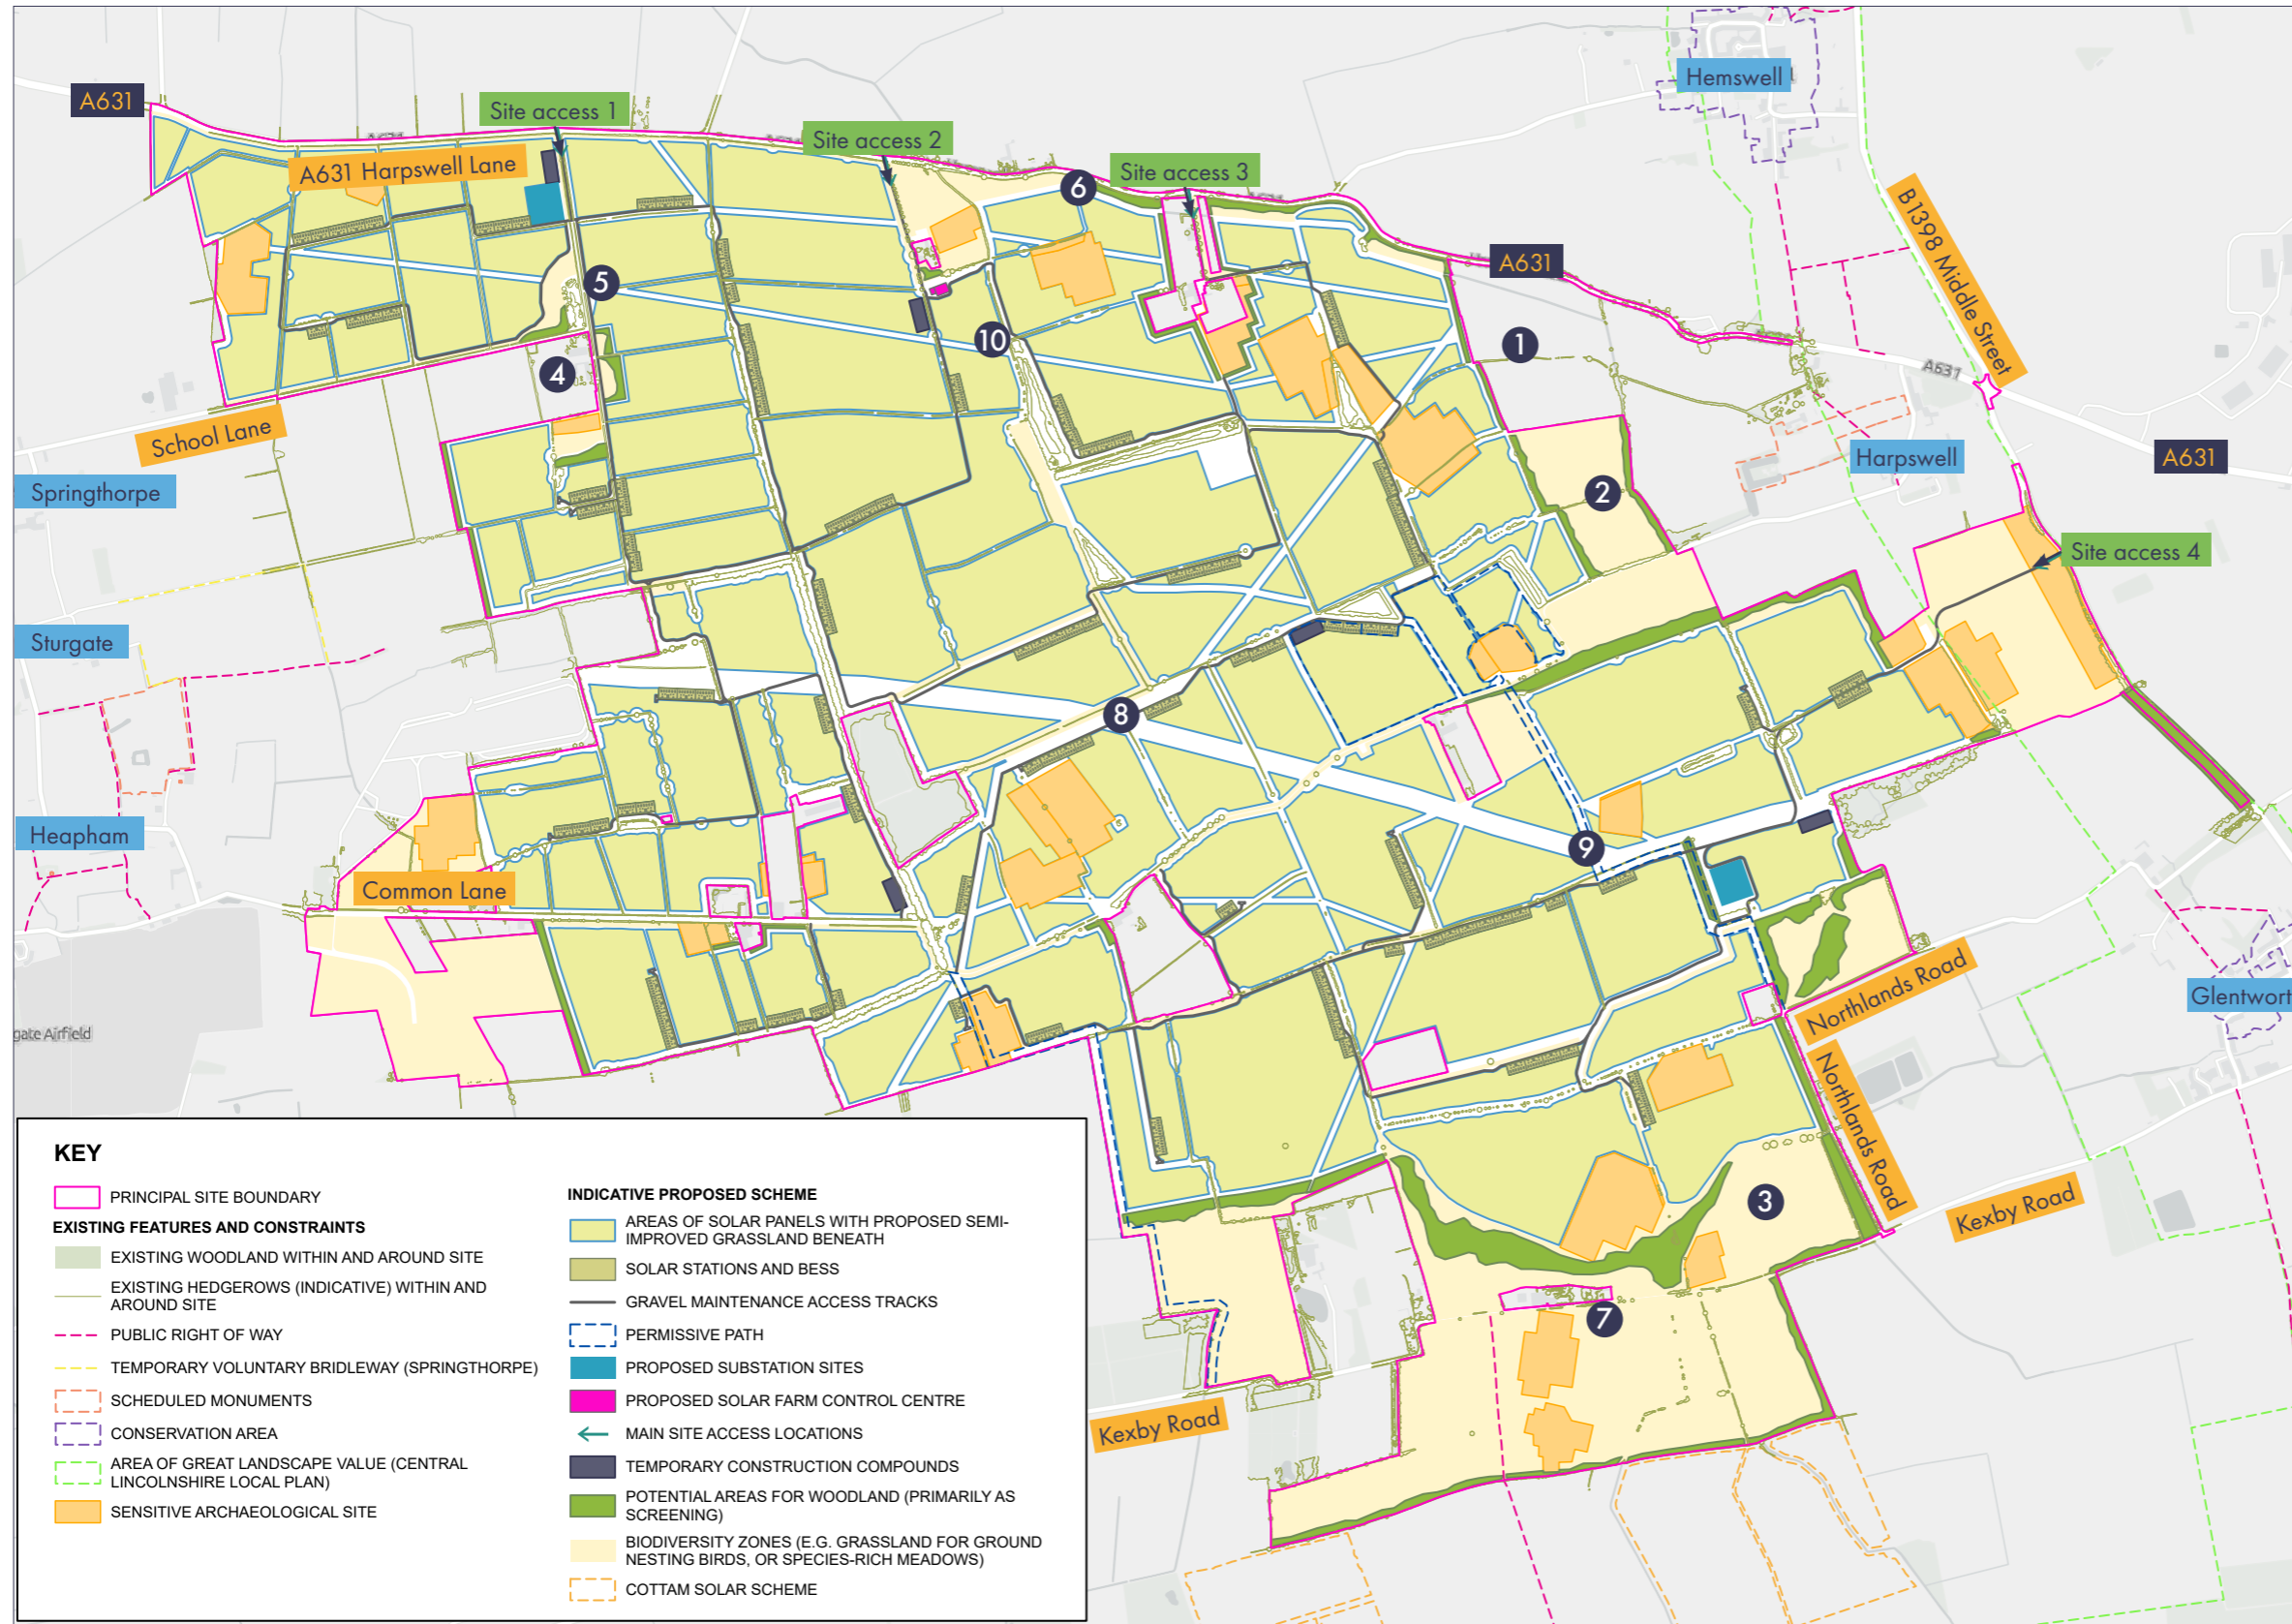 Hemswell
A631
Site access 1
Site access 2
A631 Harpswell Lane
Site access 3
6
B1398 Middle Street
A631
5
10
1
4
A631
School Lane
Harpswell
A631
Springthorpe
2
Site access 4
Sturgate
8
Heapham
9
Common Lane
Northlands Road
Glentwort
gate Airfield
Northlands Road
3
Kexby Road
7
Kexby Road
KEY
PRINCIPAL SITE BOUNDARY
EXISTING FEATURES AND CONSTRAINTS
EXISTING WOODLAND WITHIN AND AROUND SITE
EXISTING HEDGEROWS (INDICATIVE) WITHIN AND
AROUND SITE
PUBLIC RIGHT OF WAY
TEMPORARY VOLUNTARY BRIDLEWAY (SPRINGTHORPE)
SCHEDULED MONUMENTS
CONSERVATION AREA
AREA OF GREAT LANDSCAPE VALUE (CENTRAL
LINCOLNSHIRE LOCAL PLAN)
SENSITIVE ARCHAEOLOGICAL SITE
INDICATIVE PROPOSED SCHEME
AREAS OF SOLAR PANELS WITH PROPOSED SEMI-
IMPROVED GRASSLAND BENEATH
SOLAR STATIONS AND BESS
GRAVEL MAINTENANCE ACCESS TRACKS
PERMISSIVE PATH
PROPOSED SUBSTATION SITES
PROPOSED SOLAR FARM CONTROL CENTRE
MAIN SITE ACCESS LOCATIONS
TEMPORARY CONSTRUCTION COMPOUNDS
POTENTIAL AREAS FOR WOODLAND (PRIMARILY AS
SCREENING)
BIODIVERSITY ZONES (E.G. GRASSLAND FOR GROUND
NESTING BIRDS, OR SPECIES-RICH MEADOWS)
COTTAM SOLAR SCHEME